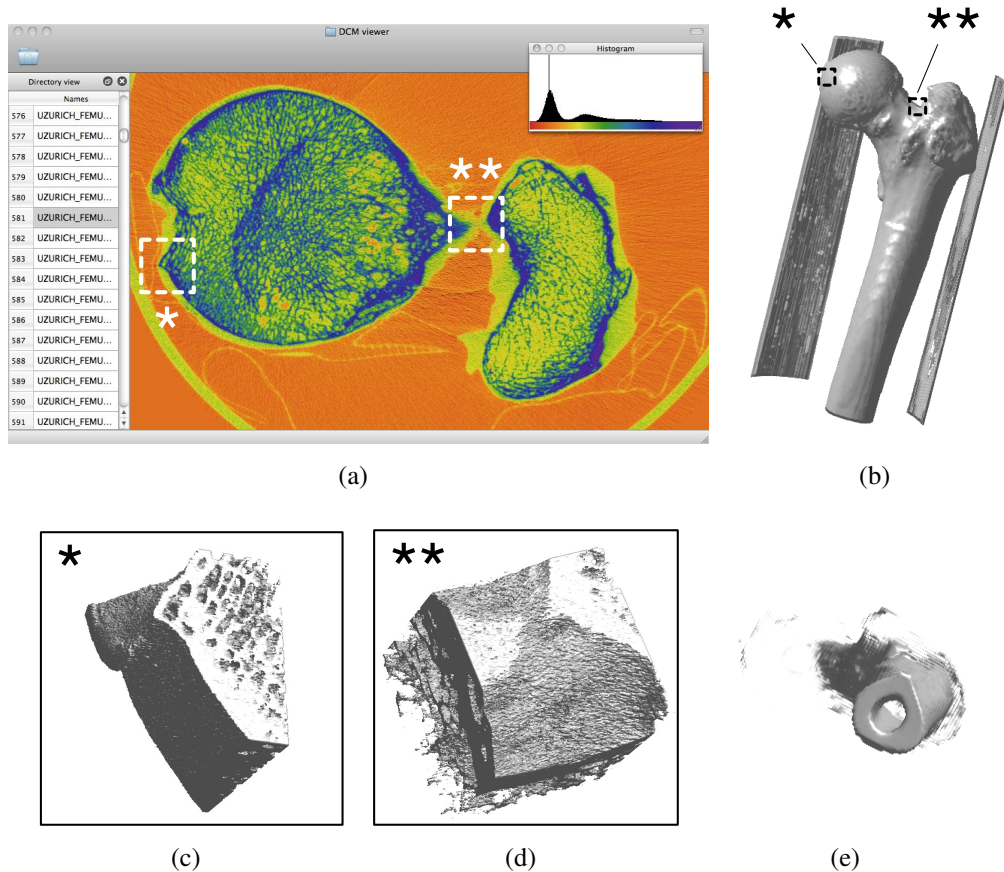 DCM viewer
Histogram
Directory view
Names
576 UZURICH_FEMU...
577 UZURICH_FEMU...
578 UZURICH_FEMU...
579 UZURICH_FEMU...
580 UZURICH_FEMU...
581 UZURICH_FEMU...
582 UZURICH_FEMU...
583 UZURICH_FEMU...
584 UZURICH_FEMU...
585 UZURICH_FEMU...
586 UZURICH_FEMU...
587 UZURICH_FEMU...
588 UZURICH_FEMU...
589 UZURICH_FEMU...
590 UZURICH_FEMU...
591 UZURICH_FEMU...
**
*
* **
(a) (b)
* **
(c) (d) (e)